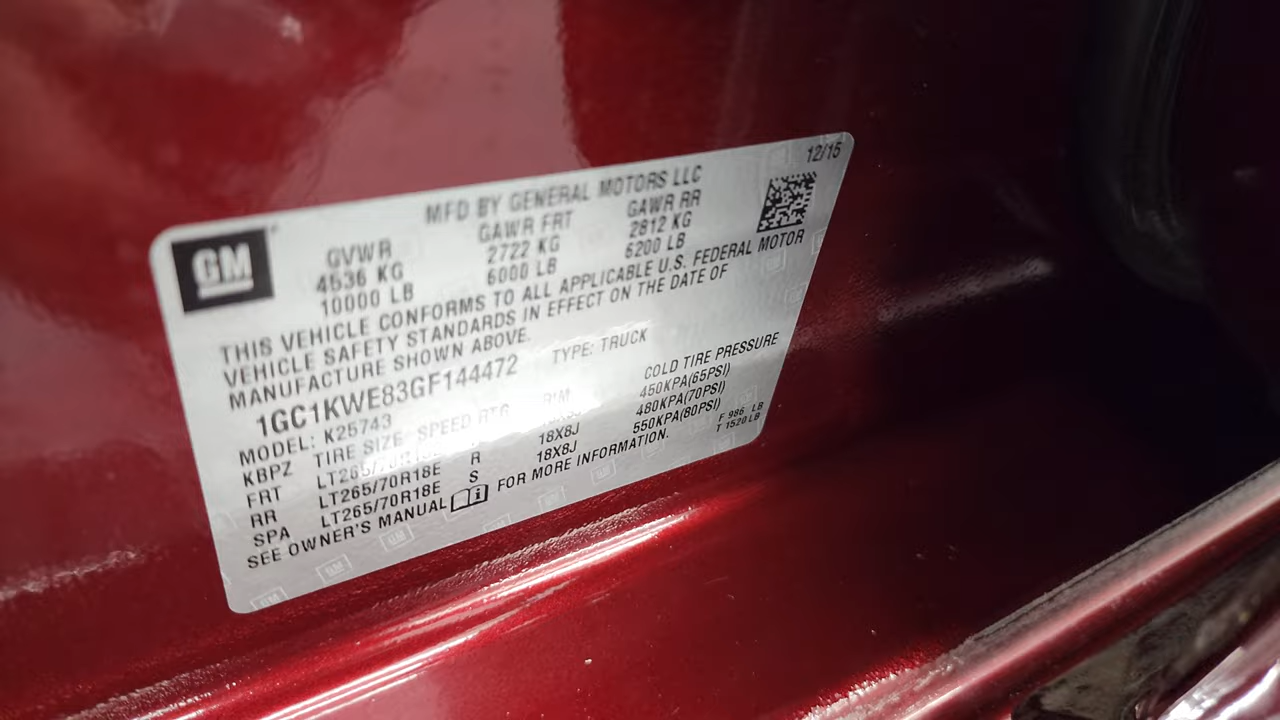 12/15
MFD BY GENERAL MOTORS LLC
GM
GVWR GAWR FRT GAWR RR
4536 KG 2722 KG 2812 KG
10000 LB 6000 LB 6200 LB
THIS VEHICLE CONFORMS TO ALL APPLICABLE U.S. FEDERAL MOTOR
VEHICLE SAFETY STANDARDS IN EFFECT ON THE DATE OF
MANUFACTURE SHOWN ABOVE.
1GC1KWE83GF144472 TYPE: TRUCK
MODEL: K25743
KBPZ TIRE SIZE SPEED RTG RIM COLD TIRE PRESSURE
FRT LT265/70R18E 450KPA(65PSI)
RR LT265/70R18E R 18X8J 480KPA(70PSI)
SPA LT265/70R18E S 18X8J 550KPA(80PSI)
SEE OWNER'S MANUAL FOR MORE INFORMATION.
F 986 LB
T 1520 LB